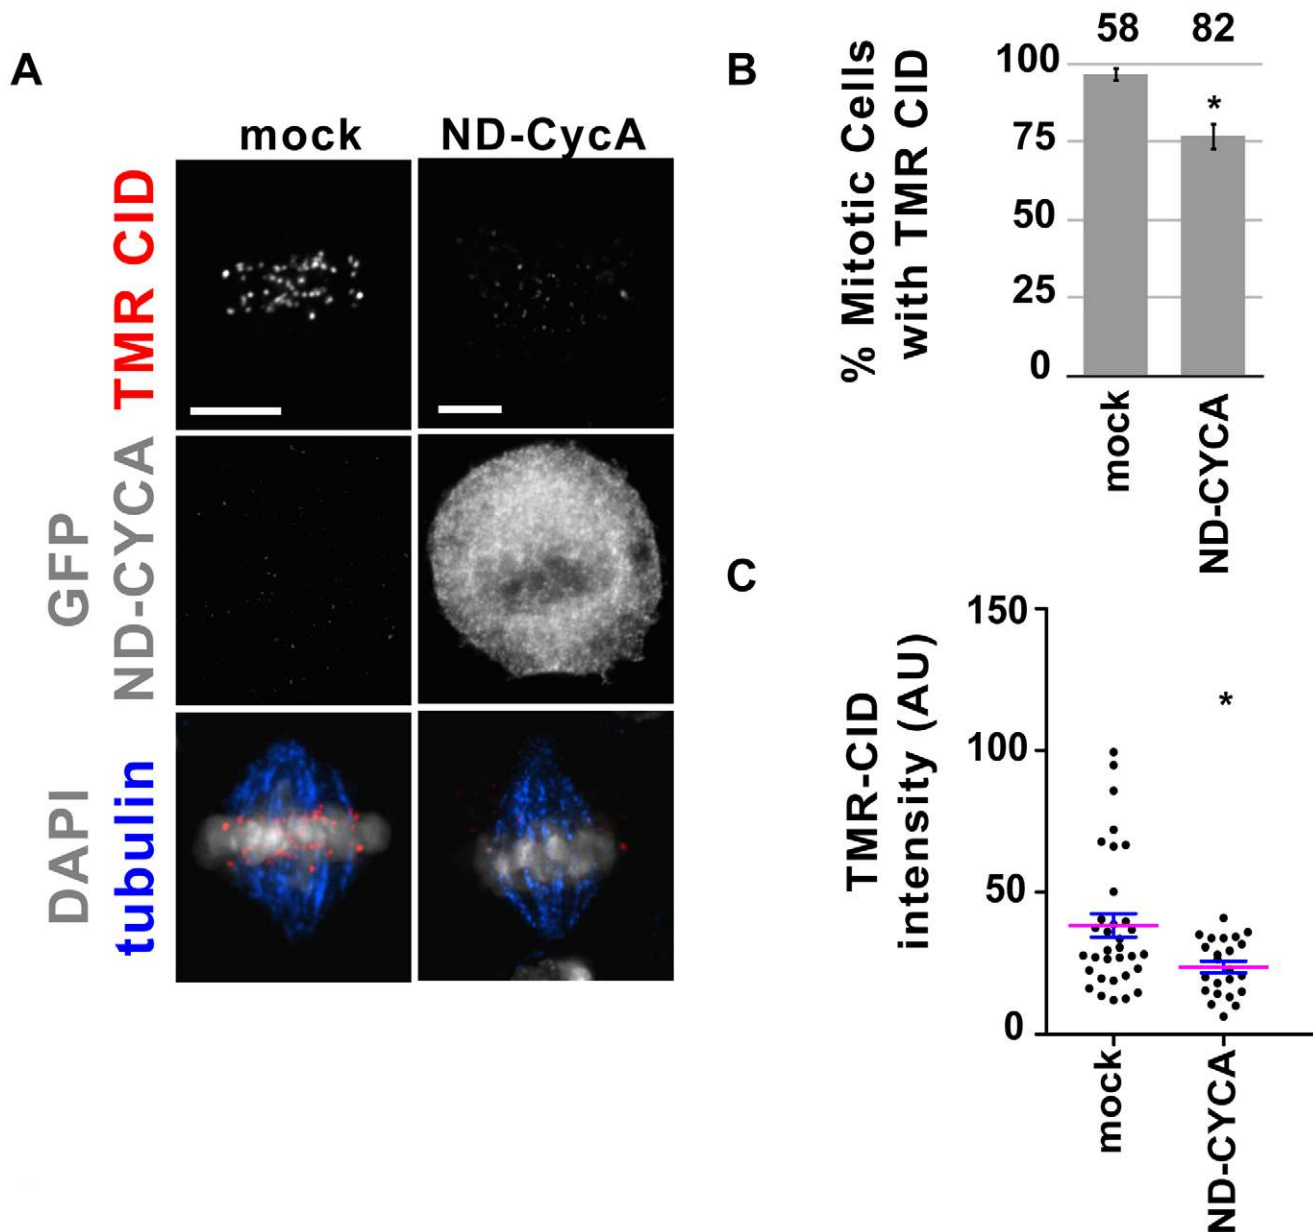 A
mock
ND-CycA
TMR CID
GFP
ND-CYCA
DAPI
tubulin
B
58
82
% Mitotic Cells
with TMR CID
100
75
50
25
0
*
mock
ND-CYCA
C
TMR-CID
intensity (AU)
150
100
50
0
*
mock
ND-CYCA